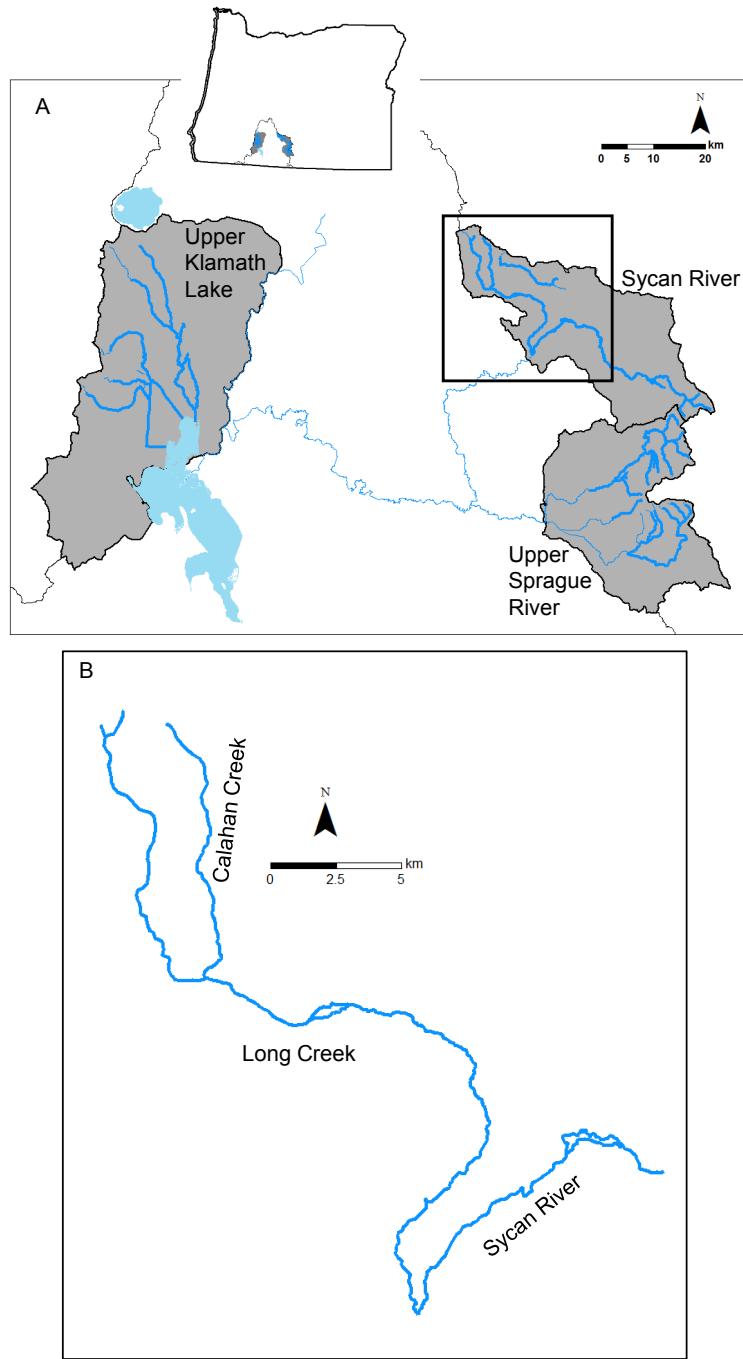 A
N
km
0 5 10 20
Upper
Klamath
Lake
Sycan River
Upper
Sprague
River
B
Calahan Creek
N
km
0 2.5 5
Long Creek
Sycan River